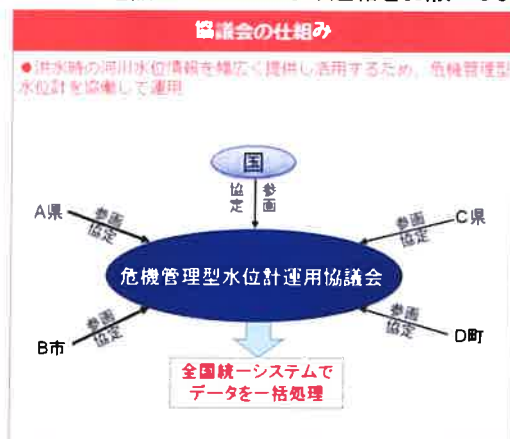 協議会の仕組み
●洪水時の河川水位情報を幅広く提供し活用するため、危機管理型
水位計を協働して運用
国
協定
参画
A県
参画
協定
C県
参画
協定
危機管理型水位計運用協議会
B市
参画
協定
D町
参画
協定
全国統一システムで
データを一括処理